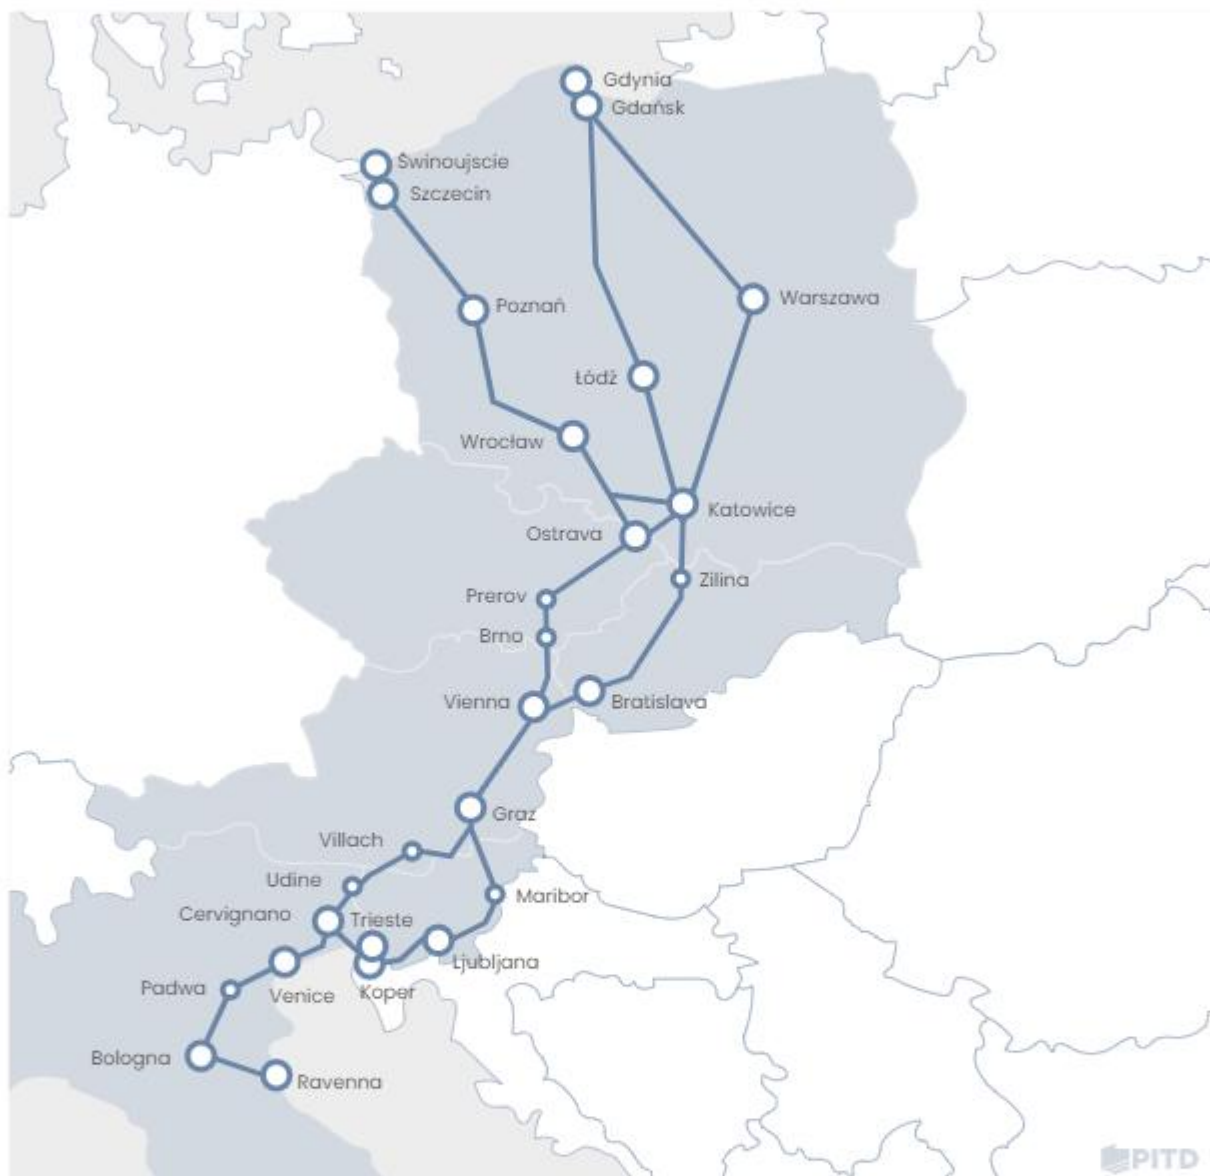 Gdynia
Gdańsk
Świnoujscie
Szczecin
Warszawa
Poznań
Łódź
Wrocław
Katowice
Ostrava
Zilina
Prerov
Brno
Vienna
Bratislava
Graz
Villach
Udine
Maribor
Cervignano
Trieste
Ljubljana
Padwa
Venice
Koper
Bologna
Ravenna
PITD